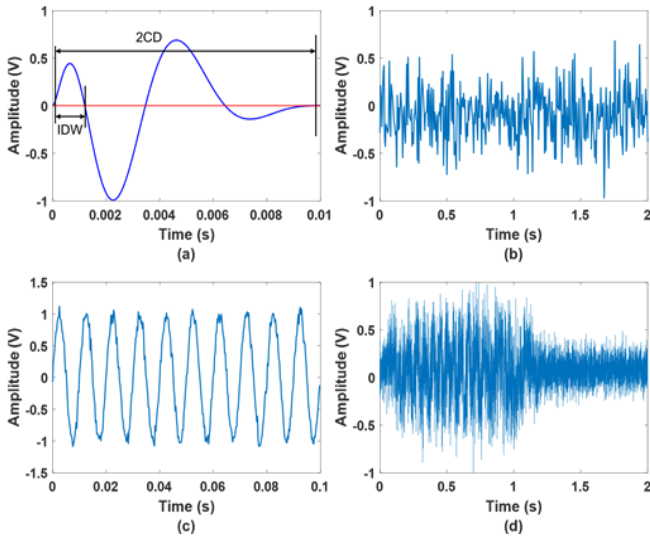 1
0.5
0
-0.5
-1
Amplitude (V)
2CD
IDW
0 0.002 0.004 0.006 0.008 0.01
Time (s)
(a)
1
0.5
0
-0.5
-1
Amplitude (V)
0 0.5 1 1.5 2
Time (s)
(b)
1.5
1
0.5
0
-0.5
-1
-1.5
Amplitude (V)
0 0.02 0.04 0.06 0.08 0.1
Time (s)
(c)
1
0.5
0
-0.5
-1
Amplitude (V)
0 0.5 1 1.5 2
Time (s)
(d)